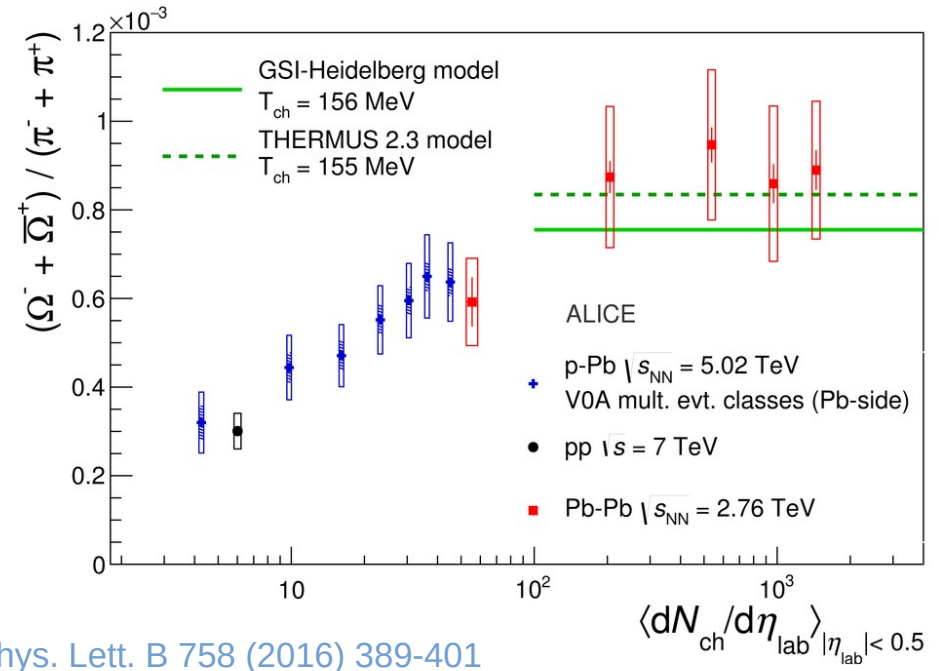 1.2 ×10⁻³
(Ω⁻ + Ω̅⁺) / (π⁻ + π⁺)
GSI-Heidelberg model
T_ch = 156 MeV
THERMUS 2.3 model
T_ch = 155 MeV
1
0.8
0.6
0.4
0.2
0
ALICE
p-Pb √s_NN = 5.02 TeV
V0A mult. evt. classes (Pb-side)
pp √s = 7 TeV
Pb-Pb √s_NN = 2.76 TeV
10 10² 10³
⟨dN_ch/dη_lab⟩_|η_lab|< 0.5
hys. Lett. B 758 (2016) 389-401